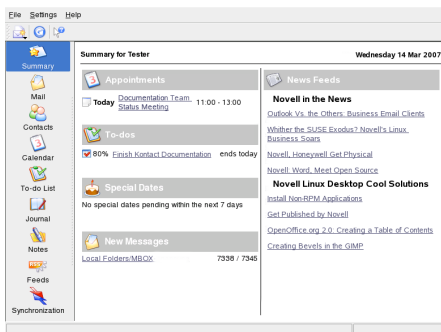 File Settings Help
Summary
Mail
Contacts
Calendar
To-do List
Journal
Notes
Feeds
Synchronization
Summary for Tester
Wednesday 14 Mar 2007
Appointments
Today Documentation Team Status Meeting 11:00 - 13:00
To-dos
80% Finish Kontact Documentation ends today
Special Dates
No special dates pending within the next 7 days
New Messages
Local Folders/MBOX 7338 / 7345
News Feeds
Novell in the News
Outlook Vs. the Others: Business Email Clients
Whither the SUSE Exodus? Novell's Linux
Business Soars
Novell, Honeywell Get Physical
Novell: Word, Meet Open Source
Novell Linux Desktop Cool Solutions
Install Non-RPM Applications
Get Published by Novell
OpenOffice.org 2.0: Creating a Table of Contents
Creating Bevels in the GIMP